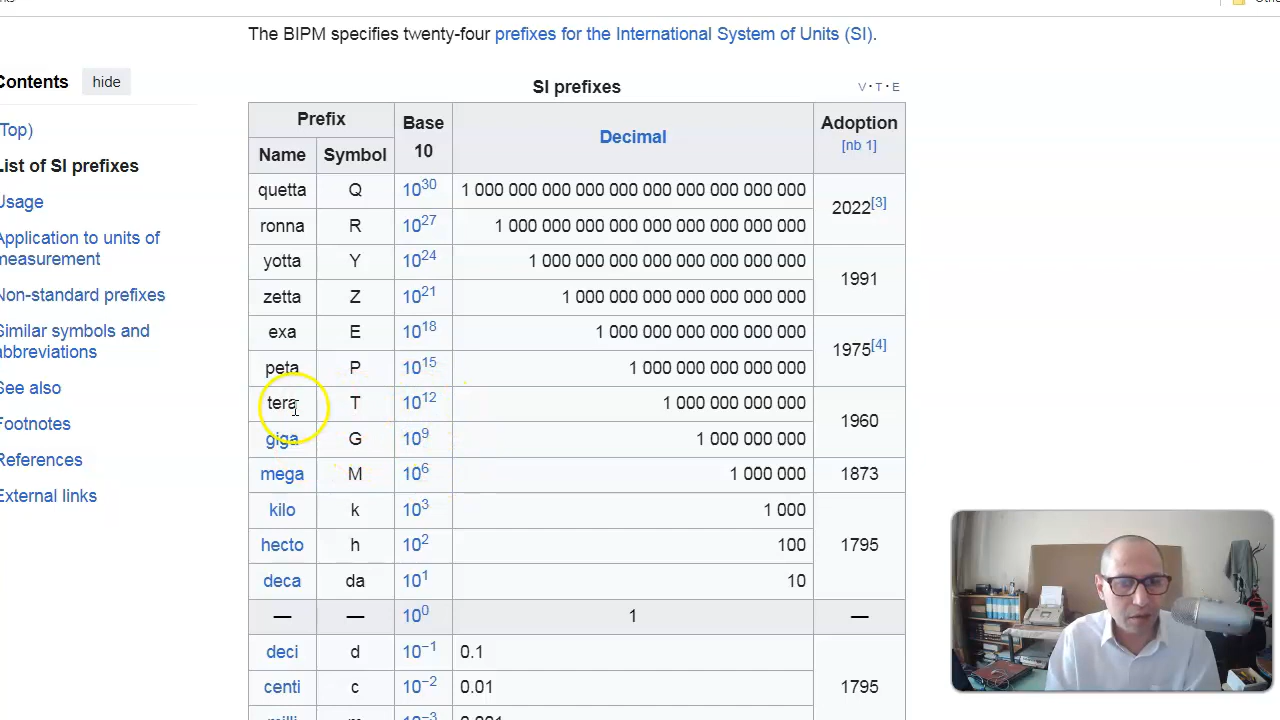 The BIPM specifies twenty-four prefixes for the International System of Units (SI).
Contents hide
(Top)
List of SI prefixes
Usage
Application to units of
measurement
Non-standard prefixes
Similar symbols and
abbreviations
See also
Footnotes
References
External links
SI prefixes V·T·E
Prefix Base 10 Decimal Adoption [nb 1]
Name Symbol
quetta Q 10^30 1 000 000 000 000 000 000 000 000 000 000 2022[3]
ronna R 10^27 1 000 000 000 000 000 000 000 000 000
yotta Y 10^24 1 000 000 000 000 000 000 000 000 1991
zetta Z 10^21 1 000 000 000 000 000 000 000
exa E 10^18 1 000 000 000 000 000 000 1975[4]
peta P 10^15 1 000 000 000 000 000
tera T 10^12 1 000 000 000 000 1960
giga G 10^9 1 000 000 000
mega M 10^6 1 000 000 1873
kilo k 10^3 1 000 1795
hecto h 10^2 100
deca da 10^1 10
— — 10^0 1 —
deci d 10^−1 0.1 1795
centi c 10^−2 0.01